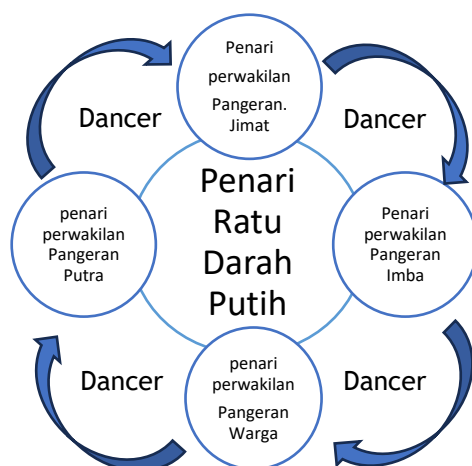 Penari
perwakilan
Pangeran.
Jimat
Dancer
Dancer
penari
perwakilan
Pangeran
Putra
Penari
Ratu
Darah
Putih
Penari
perwakilan
Pangeran
Imba
Dancer
penari
perwakilan
Pangeran
Warga
Dancer